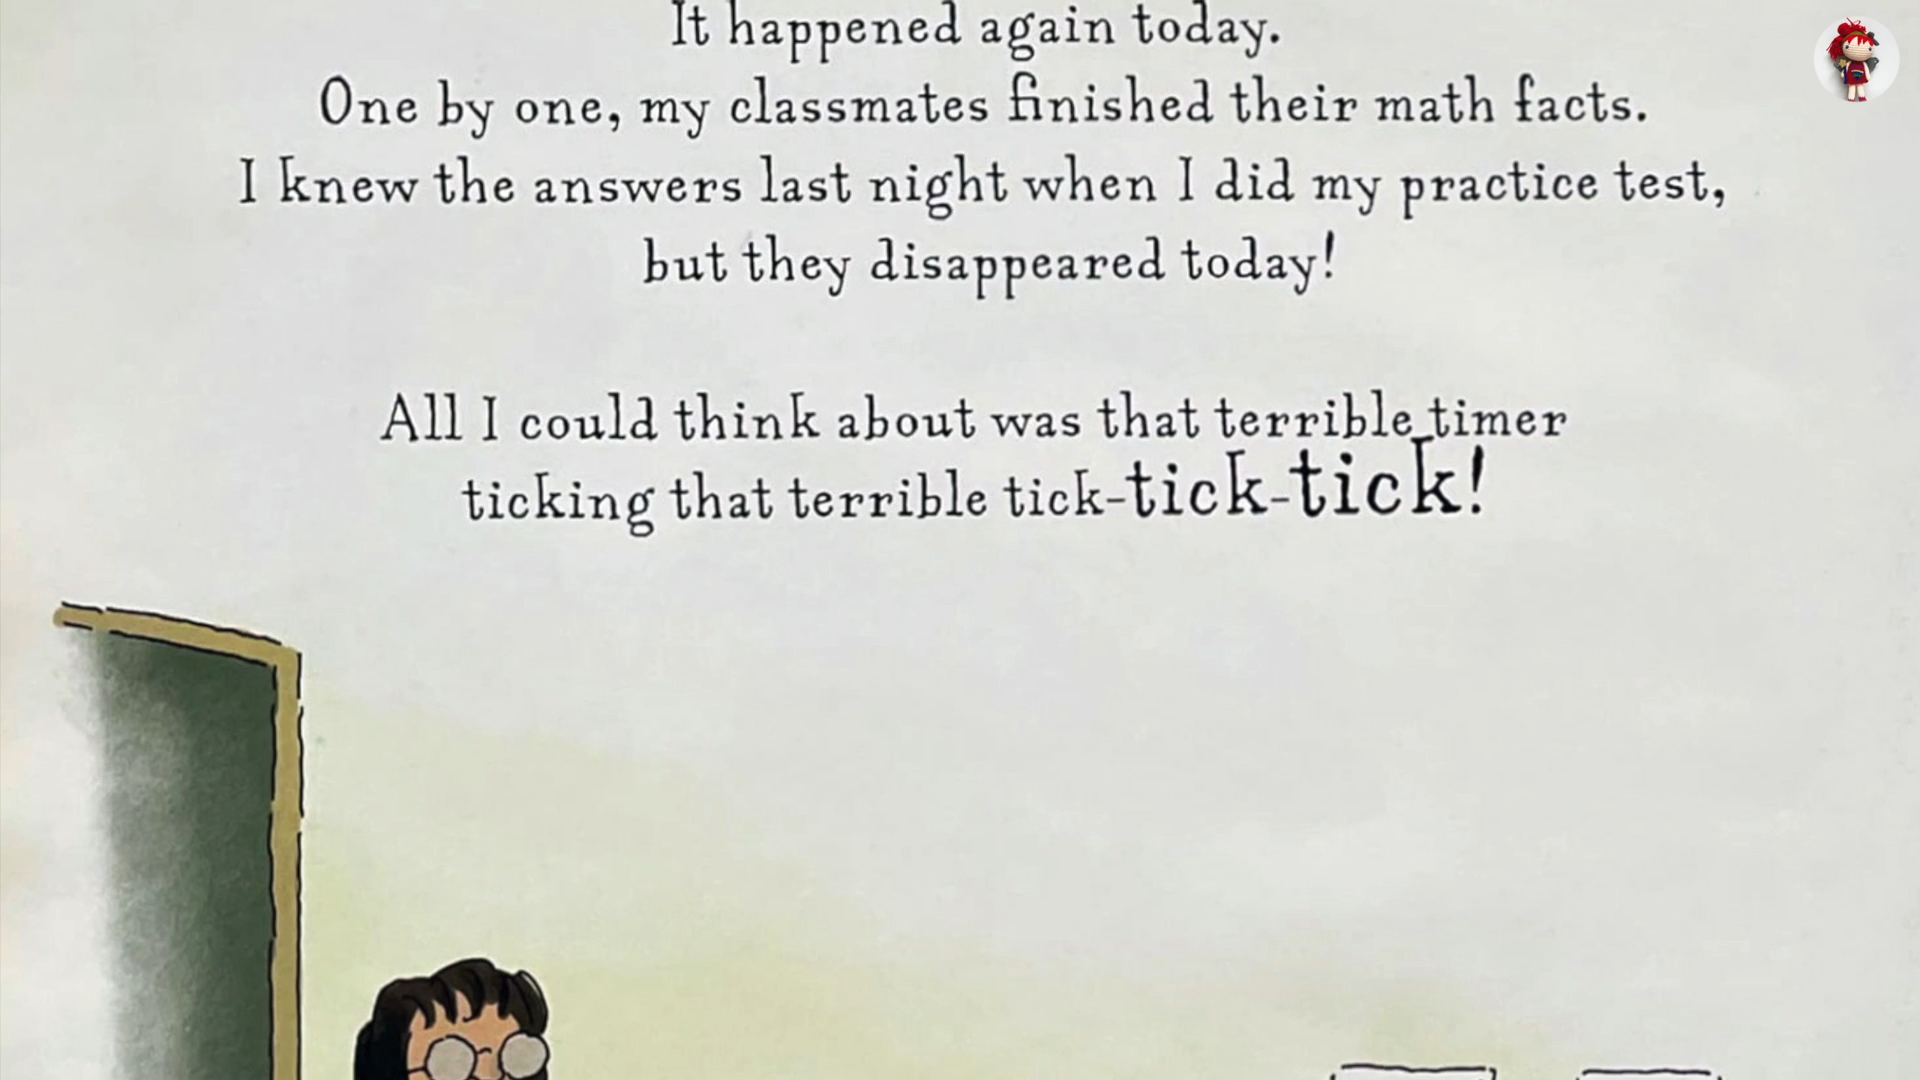 It happened again today.
One by one, my classmates finished their math facts.
I knew the answers last night when I did my practice test,
but they disappeared today!
All I could think about was that terrible timer
ticking that terrible tick-tick-tick!